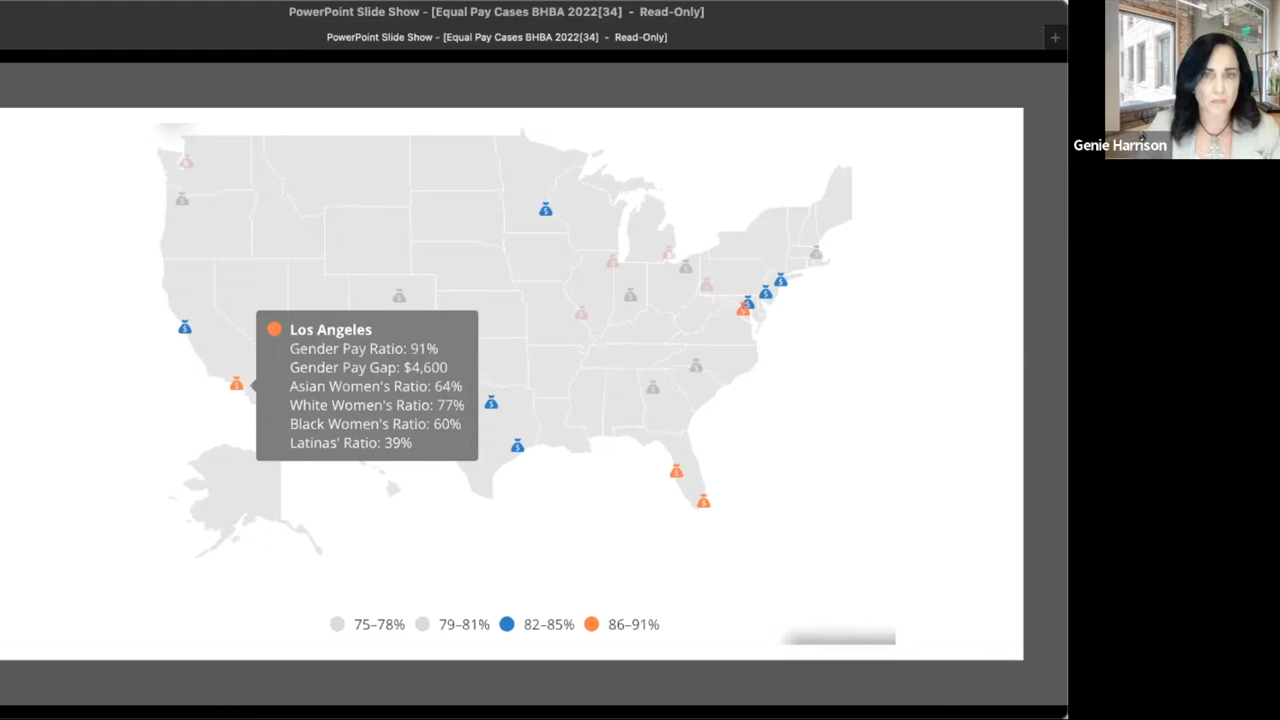 PowerPoint Slide Show - [Equal Pay Cases BHBA 2022[34] - Read-Only]
PowerPoint Slide Show - [Equal Pay Cases BHBA 2022[34] - Read-Only]
Genie Harrison
Los Angeles
Gender Pay Ratio: 91%
Gender Pay Gap: $4,600
Asian Women's Ratio: 64%
White Women's Ratio: 77%
Black Women's Ratio: 60%
Latinas' Ratio: 39%
75–78% 79–81% 82–85% 86–91%